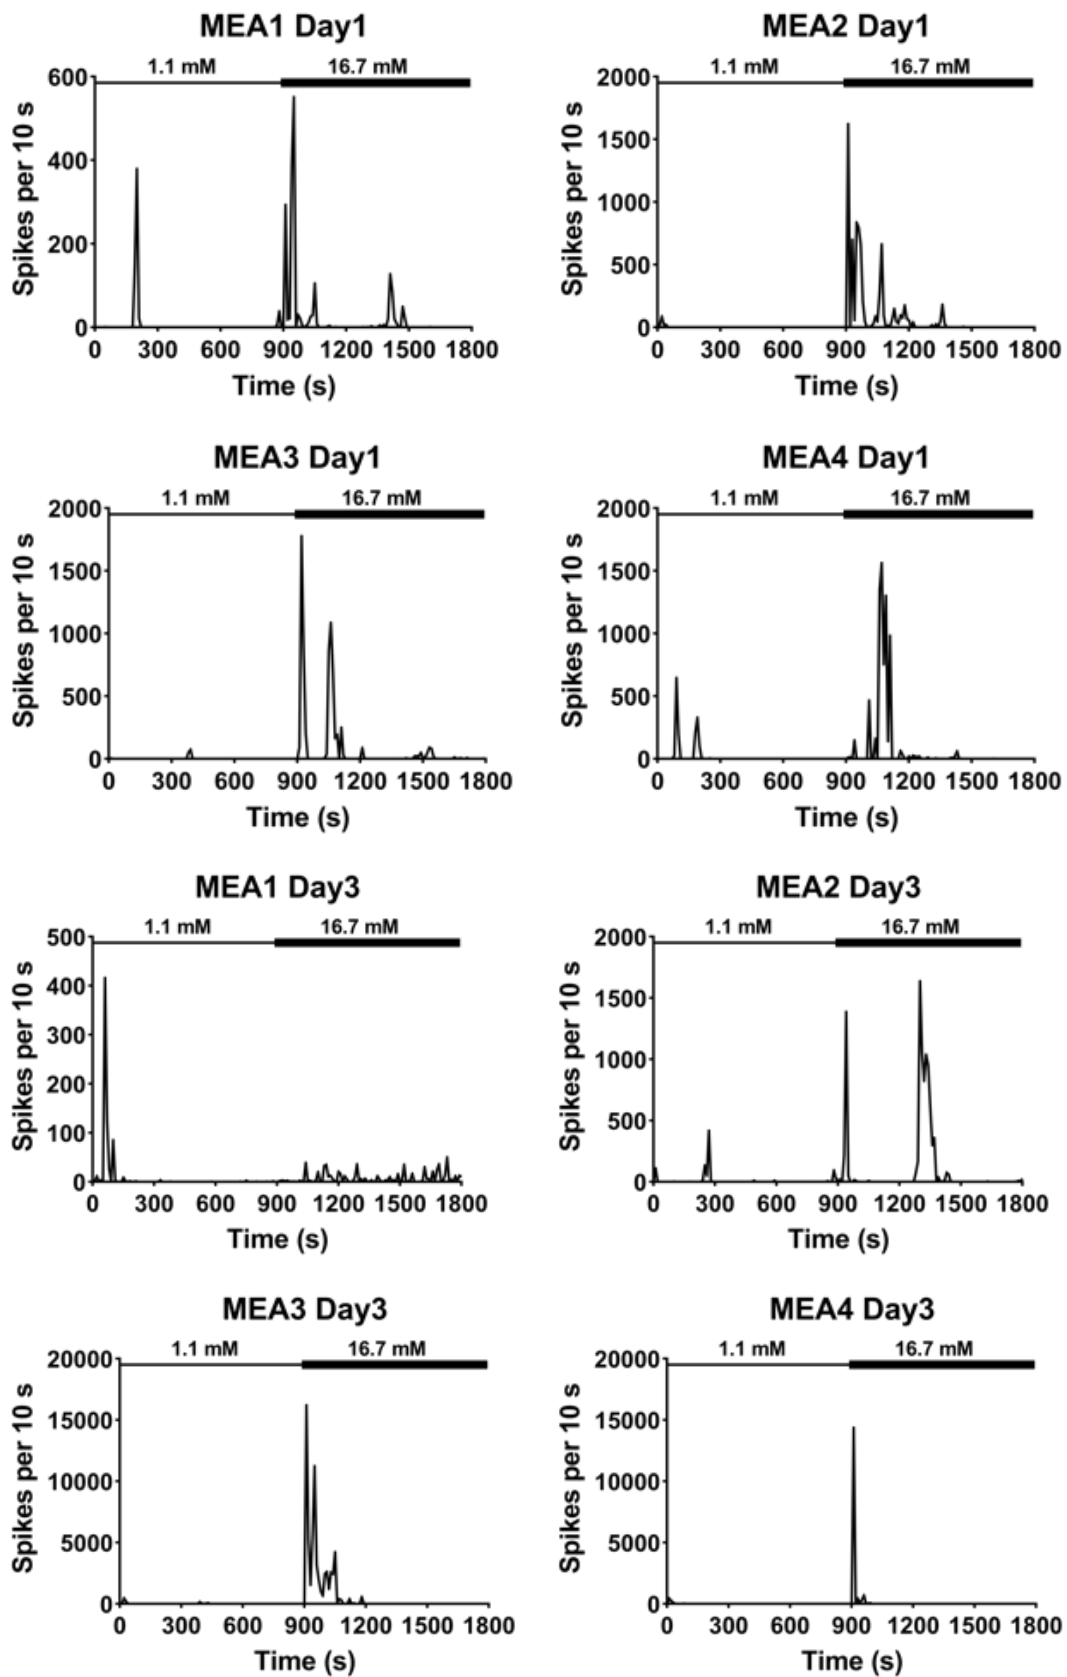 MEA1 Day1
1.1 mM 16.7 mM
Spikes per 10 s
600
400
200
0
0 300 600 900 1200 1500 1800
Time (s)
MEA2 Day1
1.1 mM 16.7 mM
Spikes per 10 s
2000
1500
1000
500
0
0 300 600 900 1200 1500 1800
Time (s)
MEA3 Day1
1.1 mM 16.7 mM
Spikes per 10 s
2000
1500
1000
500
0
0 300 600 900 1200 1500 1800
Time (s)
MEA4 Day1
1.1 mM 16.7 mM
Spikes per 10 s
2000
1500
1000
500
0
0 300 600 900 1200 1500 1800
Time (s)
MEA1 Day3
1.1 mM 16.7 mM
Spikes per 10 s
500
400
300
200
100
0
0 300 600 900 1200 1500 1800
Time (s)
MEA2 Day3
1.1 mM 16.7 mM
Spikes per 10 s
2000
1500
1000
500
0
0 300 600 900 1200 1500 1800
Time (s)
MEA3 Day3
1.1 mM 16.7 mM
Spikes per 10 s
20000
15000
10000
5000
0
0 300 600 900 1200 1500 1800
Time (s)
MEA4 Day3
1.1 mM 16.7 mM
Spikes per 10 s
20000
15000
10000
5000
0
0 300 600 900 1200 1500 1800
Time (s)